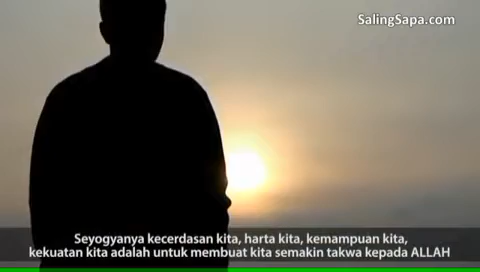 SalingSapa.com
Seyogyanya kecerdasan kita, harta kita, kemampuan kita,
kekuatan kita adalah untuk membuat kita semakin takwa kepada ALLAH